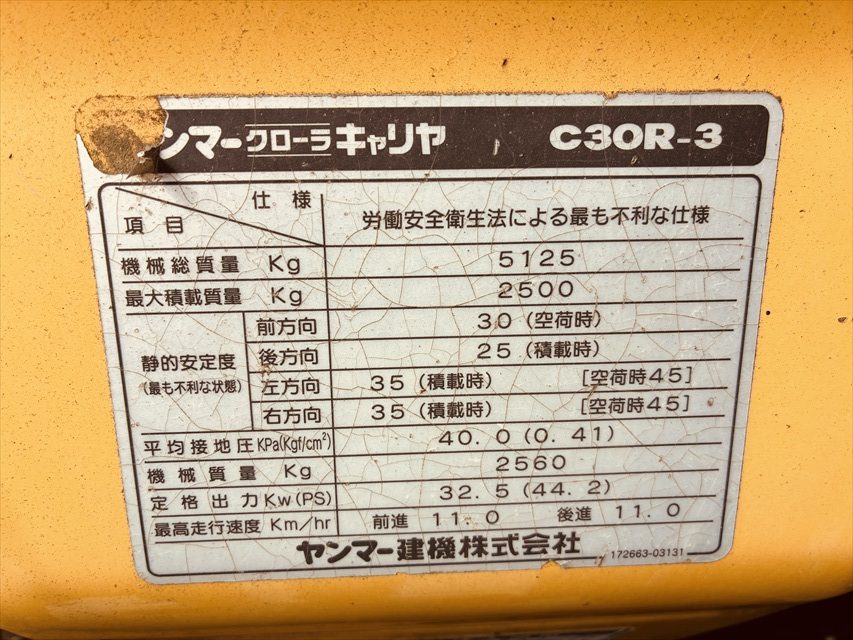 ンマークローラキャリヤ C30R-3
仕様
項目 労働安全衛生法による最も不利な仕様
機械総質量 Kg 5125
最大積載質量 Kg 2500
静的安定度
(最も不利な状態)
前方向 30 (空荷時)
後方向 25 (積載時)
左方向 35 (積載時) [空荷時45]
右方向 35 (積載時) [空荷時45]
平均接地圧 KPa(Kgf/cm²) 40.0 (0.41)
機械質量 Kg 2560
定格出力 Kw(PS) 32.5 (44.2)
最高走行速度 Km/hr 前進 11.0 後進 11.0
ヤンマー建機株式会社 172663-03131